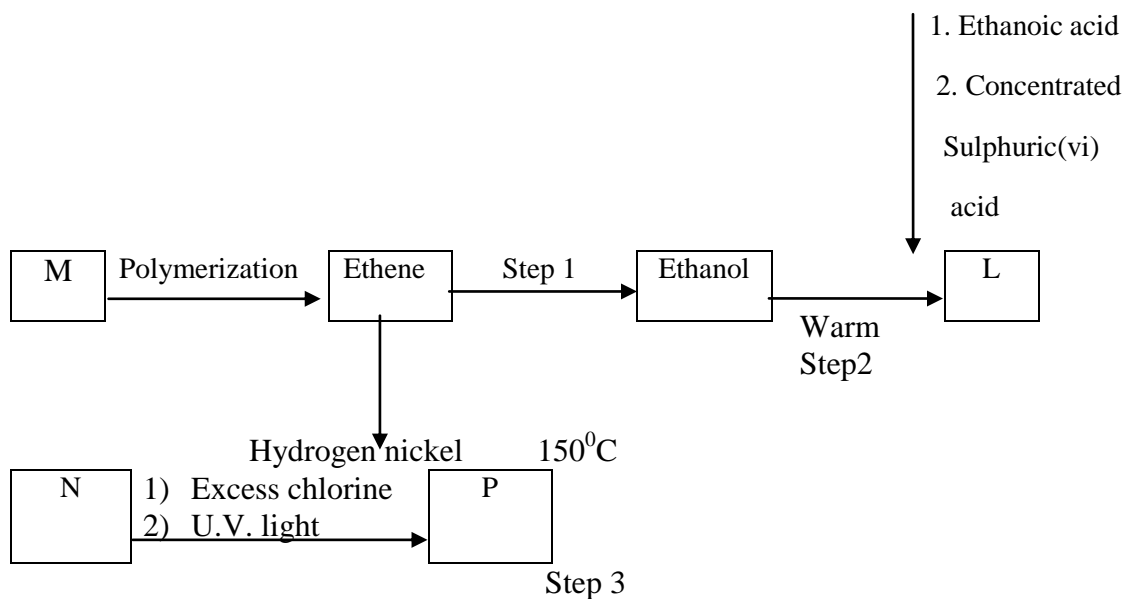 1. Ethanoic acid
2. Concentrated
Sulphuric(vi)
acid
M
Polymerization
Ethene
Step 1
Ethanol
L
Warm
Step2
Hydrogen nickel 150⁰C
N
1) Excess chlorine
2) U.V. light
P
Step 3